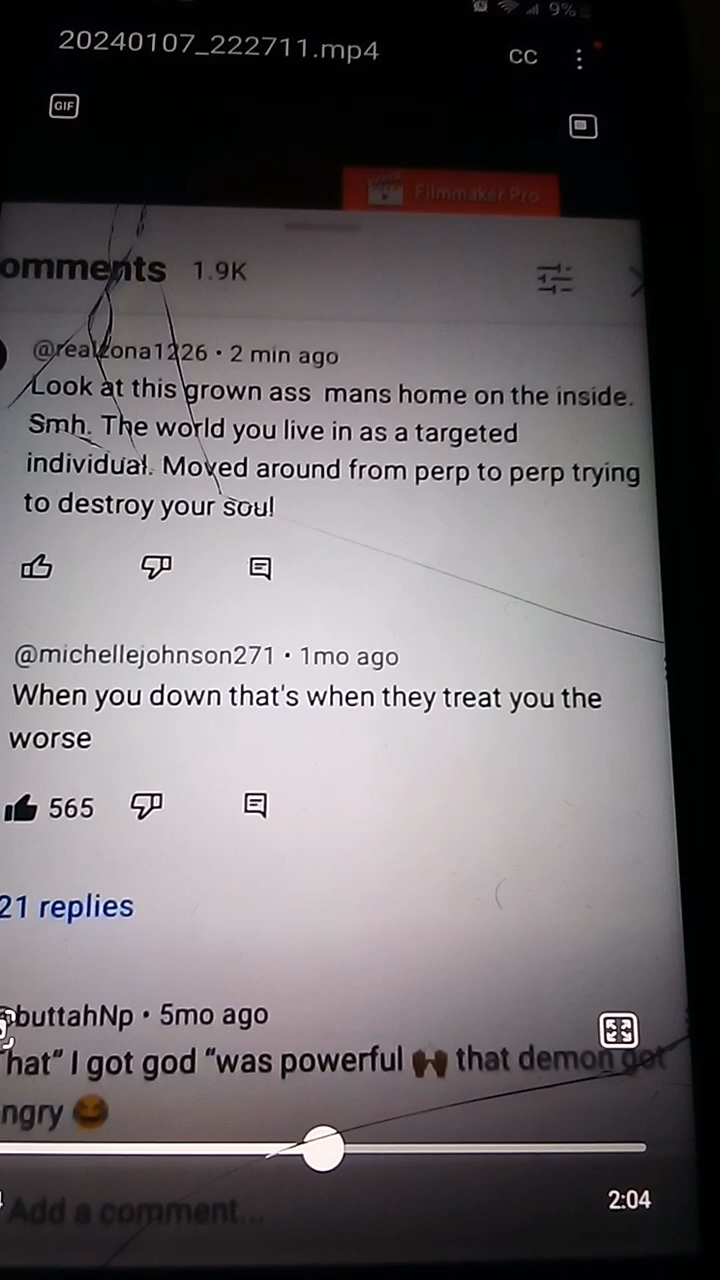 9%
20240107_222711.mp4
CC
GIF
Filmmaker Pro
omments 1.9K
@realzona1226 · 2 min ago
Look at this grown ass mans home on the inside.
Smh. The world you live in as a targeted
individual. Moved around from perp to perp trying
to destroy your soul!
@michellejohnson271 · 1mo ago
When you down that's when they treat you the
worse
565
21 replies
buttahNp · 5mo ago
hat" I got god "was powerful 🙌🏾 that demon got
ngry 😂
2:04
Add a comment...